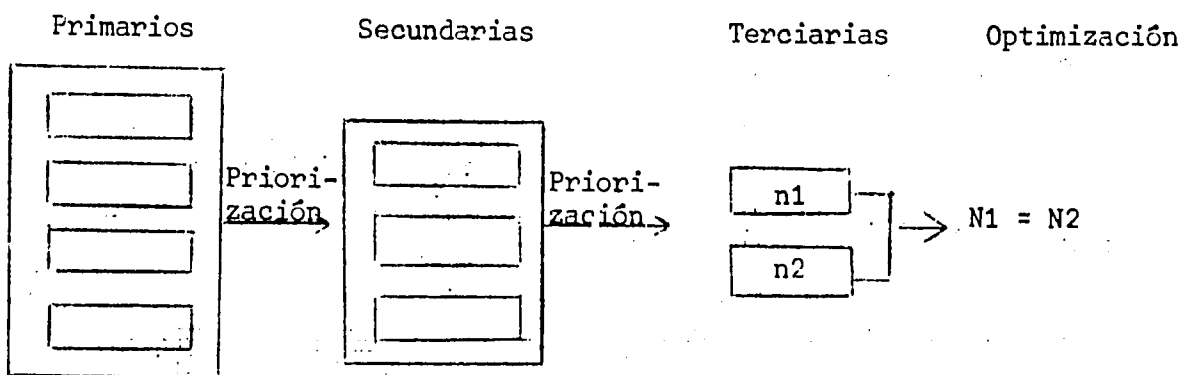 Primarios Secundarias Terciarias Optimización
Priori-
zación
Priori-
zación
n1
n2
N1 = N2